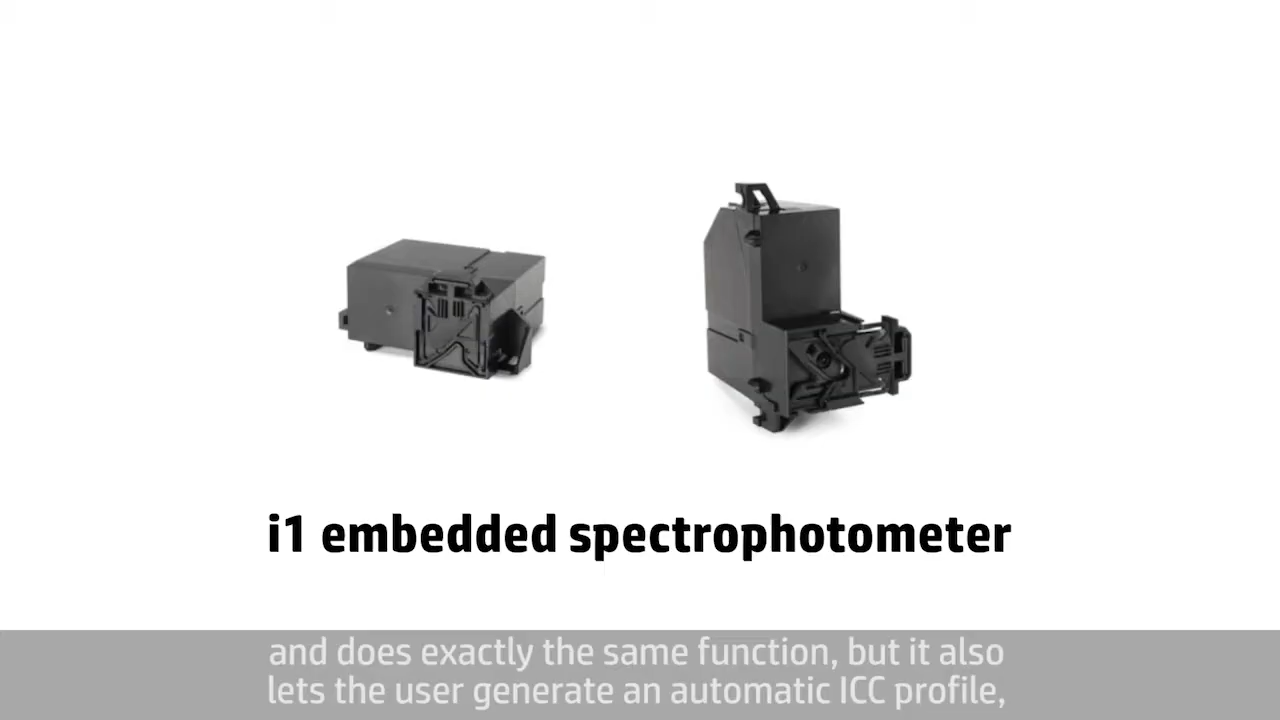 i1 embedded spectrophotometer
and does exactly the same function, but it also
lets the user generate an automatic ICC profile,